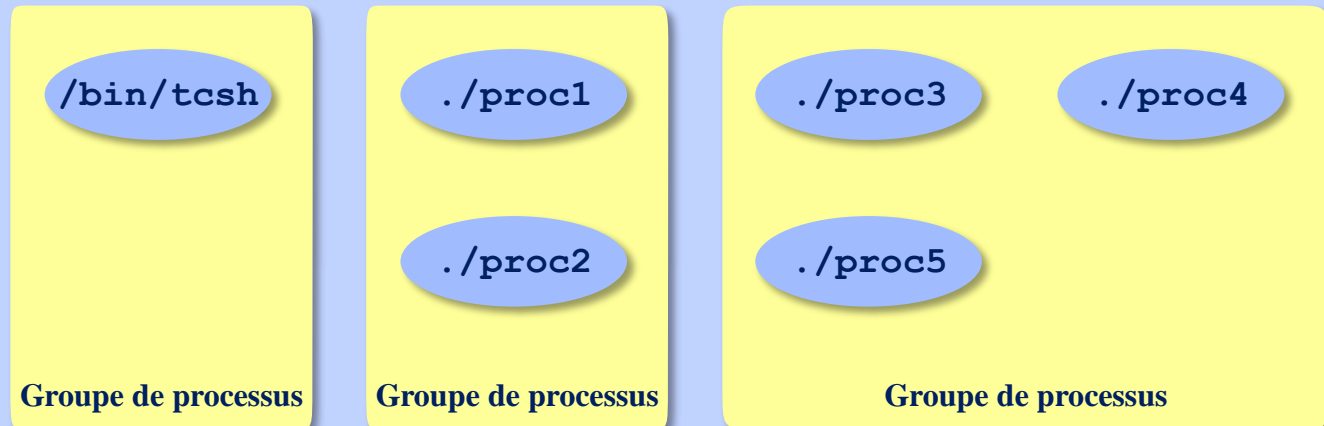 /bin/tcsh
./proc1
./proc3
./proc4
./proc2
./proc5
Groupe de processus
Groupe de processus
Groupe de processus